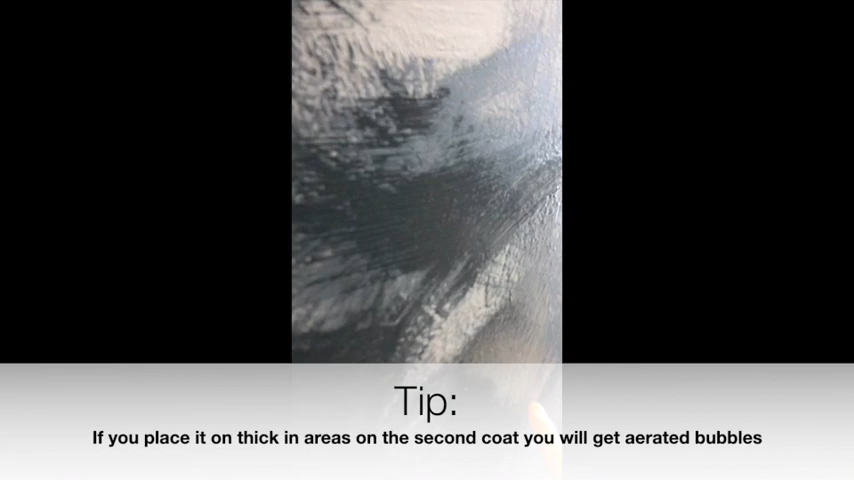 Tip:
If you place it on thick in areas on the second coat you will get aerated bubbles